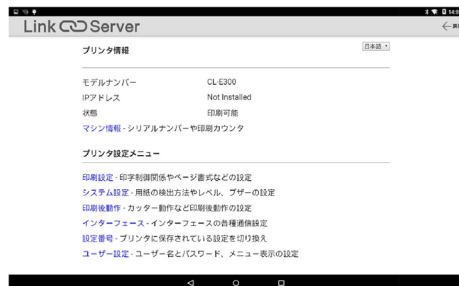 Link Server
戻
プリンタ情報
日本語
モデルナンバー CL-E300
IPアドレス Not Installed
状態 印刷可能
マシン情報 - シリアルナンバーや印刷カウンタ
プリンタ設定メニュー
印刷設定 - 印字制御関係やページ書式などの設定
システム設定 - 用紙の検出方法やレベル、ブザーの設定
印刷後動作 - カッター動作など印刷後動作の設定
インターフェース - インターフェースの各種通信設定
設定番号 - プリンタに保存されている設定を切り換え
ユーザー設定 - ユーザー名とパスワード、メニュー表示の設定